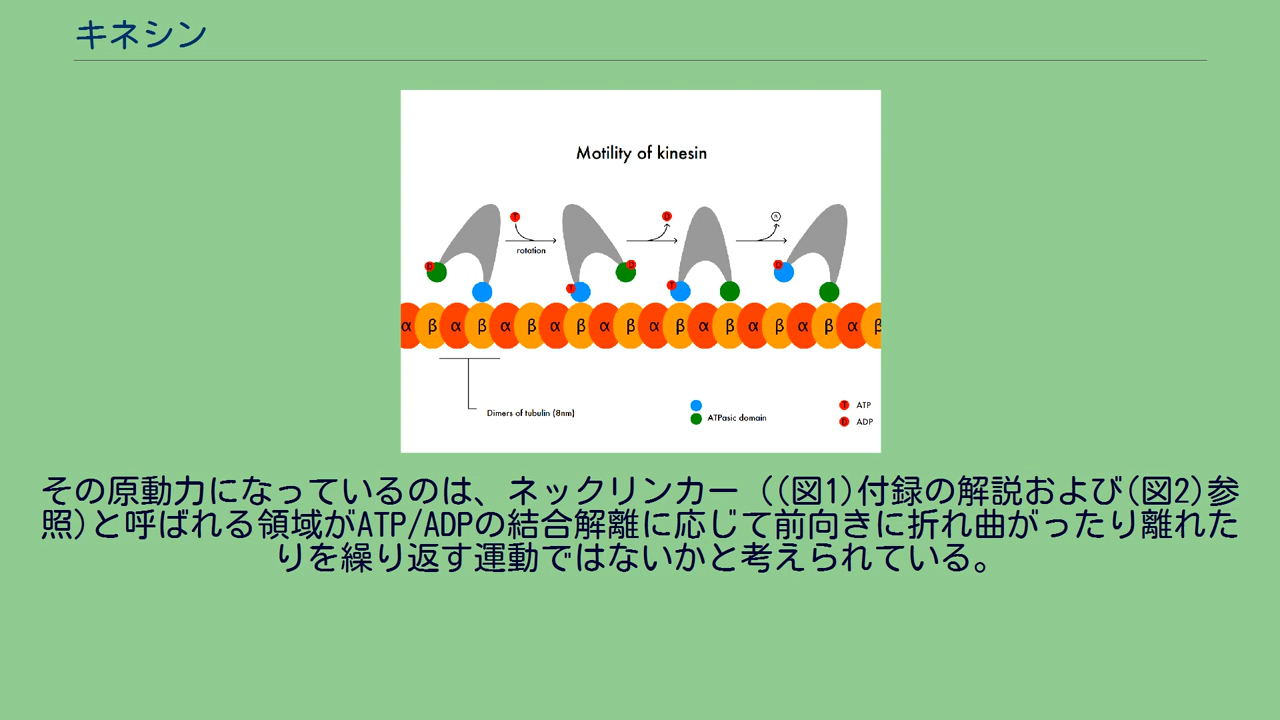 キネシン
Motility of kinesin
T D Pi
rotation
D D T T D
α β α β α β α β α β α β α β α β α β α β
Dimers of tubulin (8nm)
ATPasic domain
T ATP
D ADP
その原動力になっているのは、ネックリンカー（(図1)付録の解説および(図2)参
照)と呼ばれる領域がATP/ADPの結合解離に応じて前向きに折れ曲がったり離れた
りを繰り返す運動ではないかと考えられている。